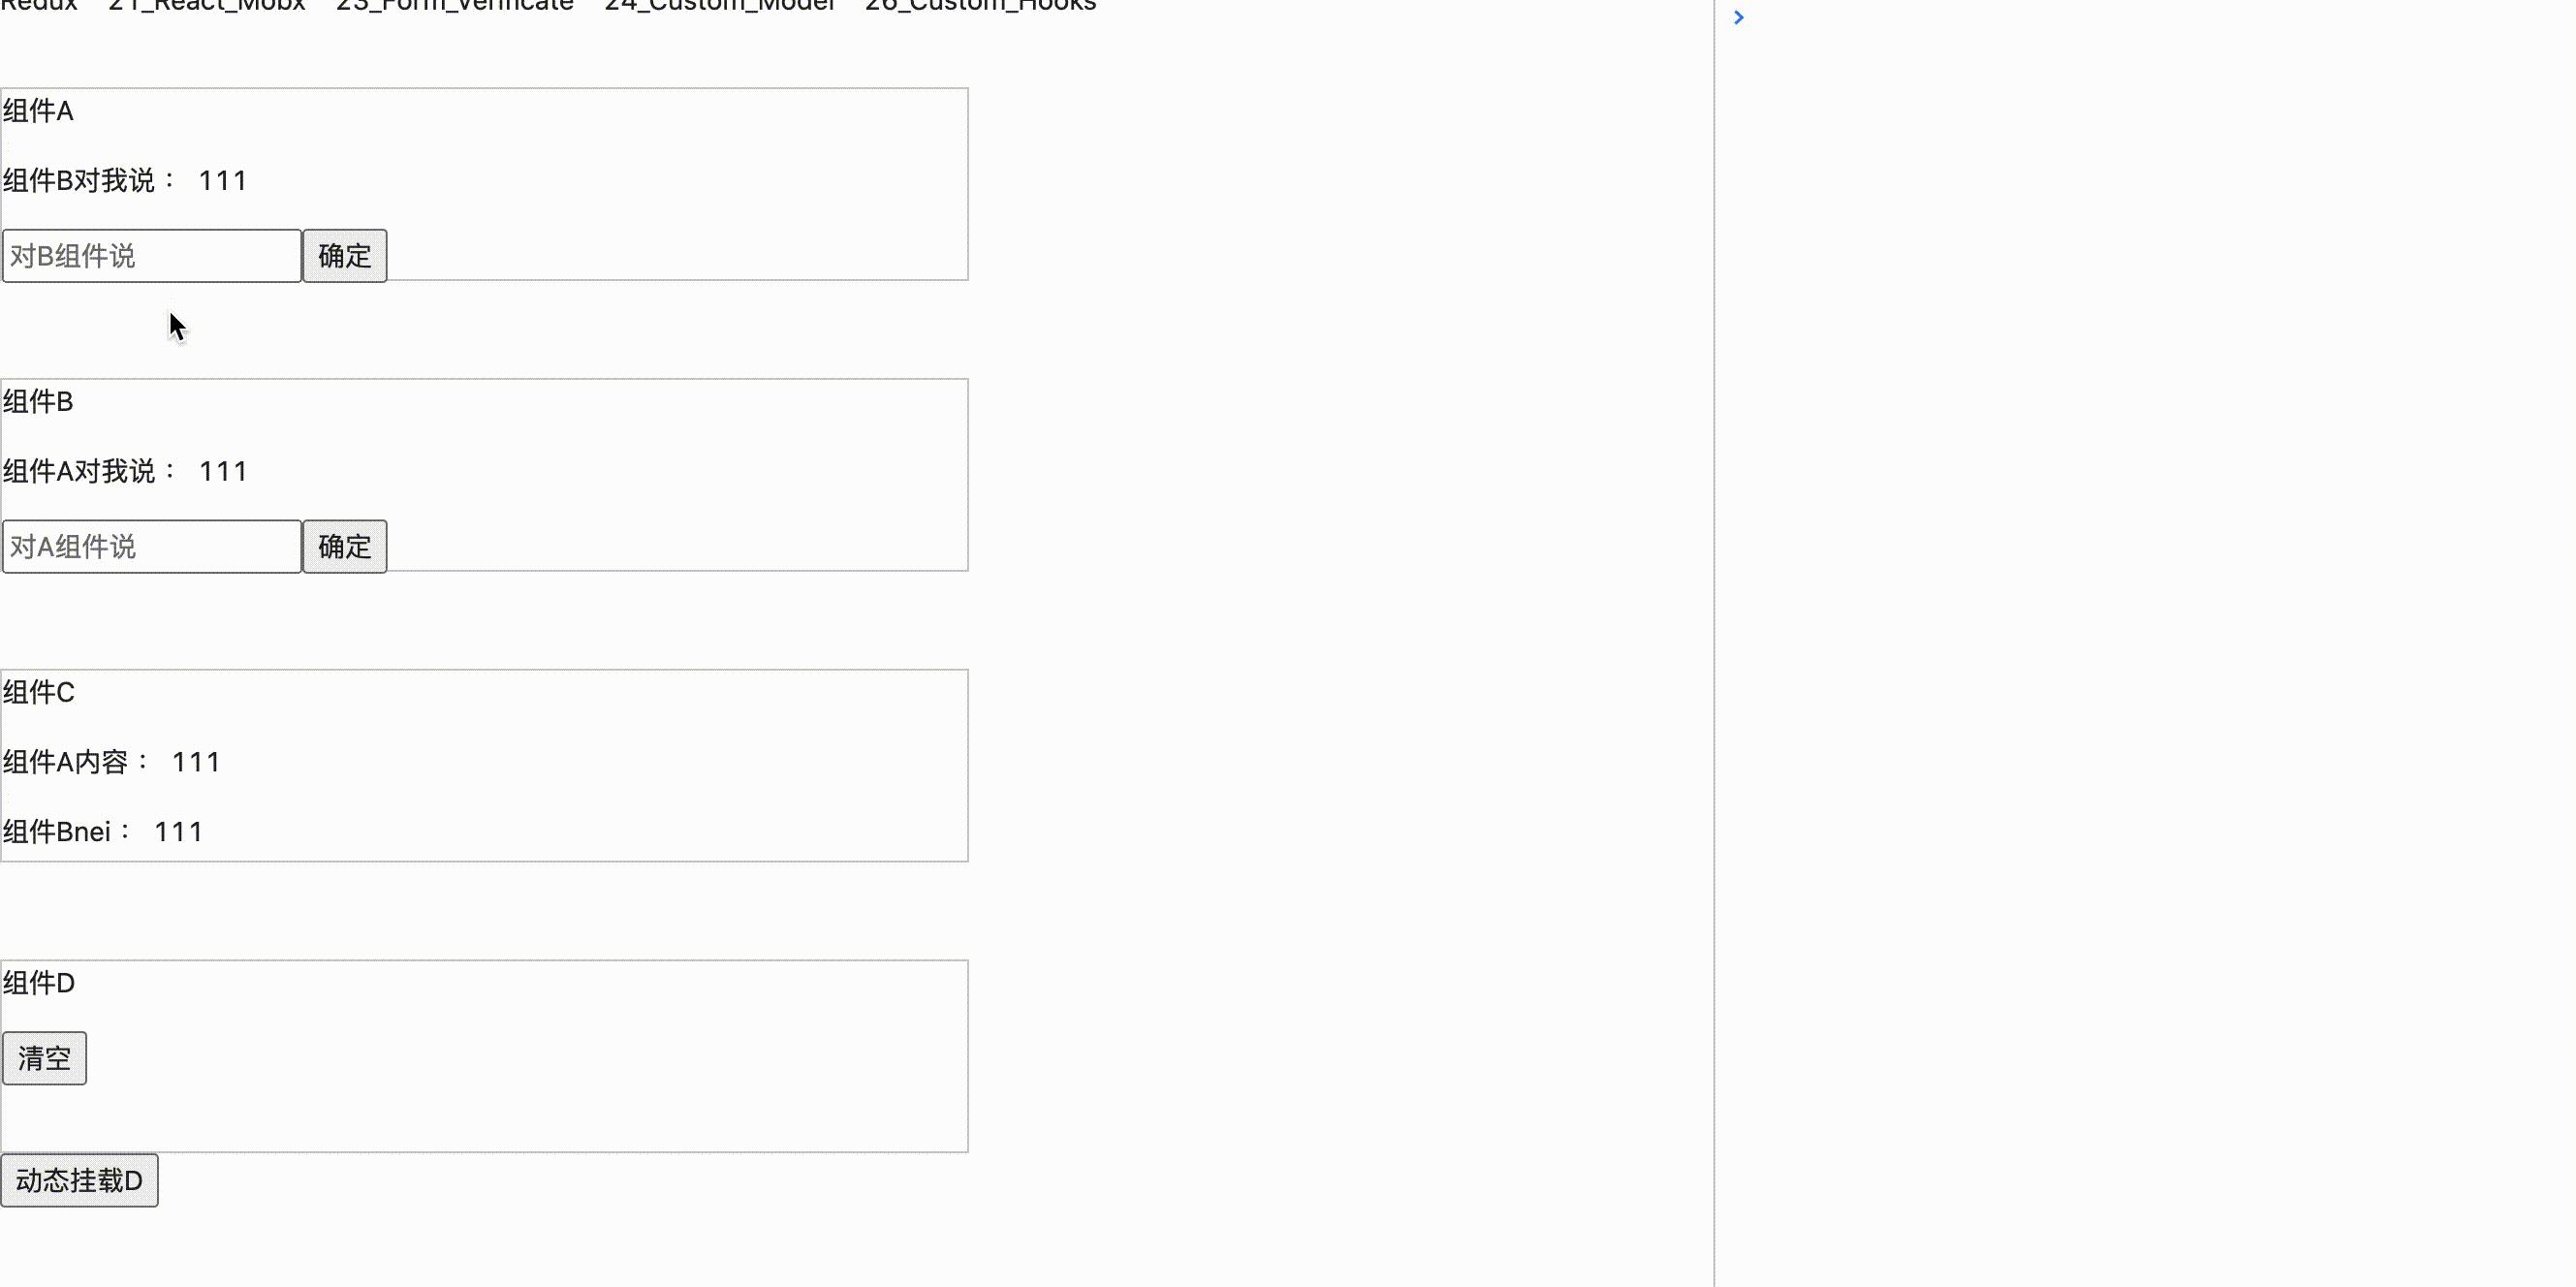 Redux 21_React_Mobx 23_Form_Verificate 24_Custom_Model 26_Custom_Hooks
组件A
组件B对我说： 111
对B组件说 确定
组件B
组件A对我说： 111
对A组件说 确定
组件C
组件A内容： 111
组件Bnei： 111
组件D
清空
动态挂载D